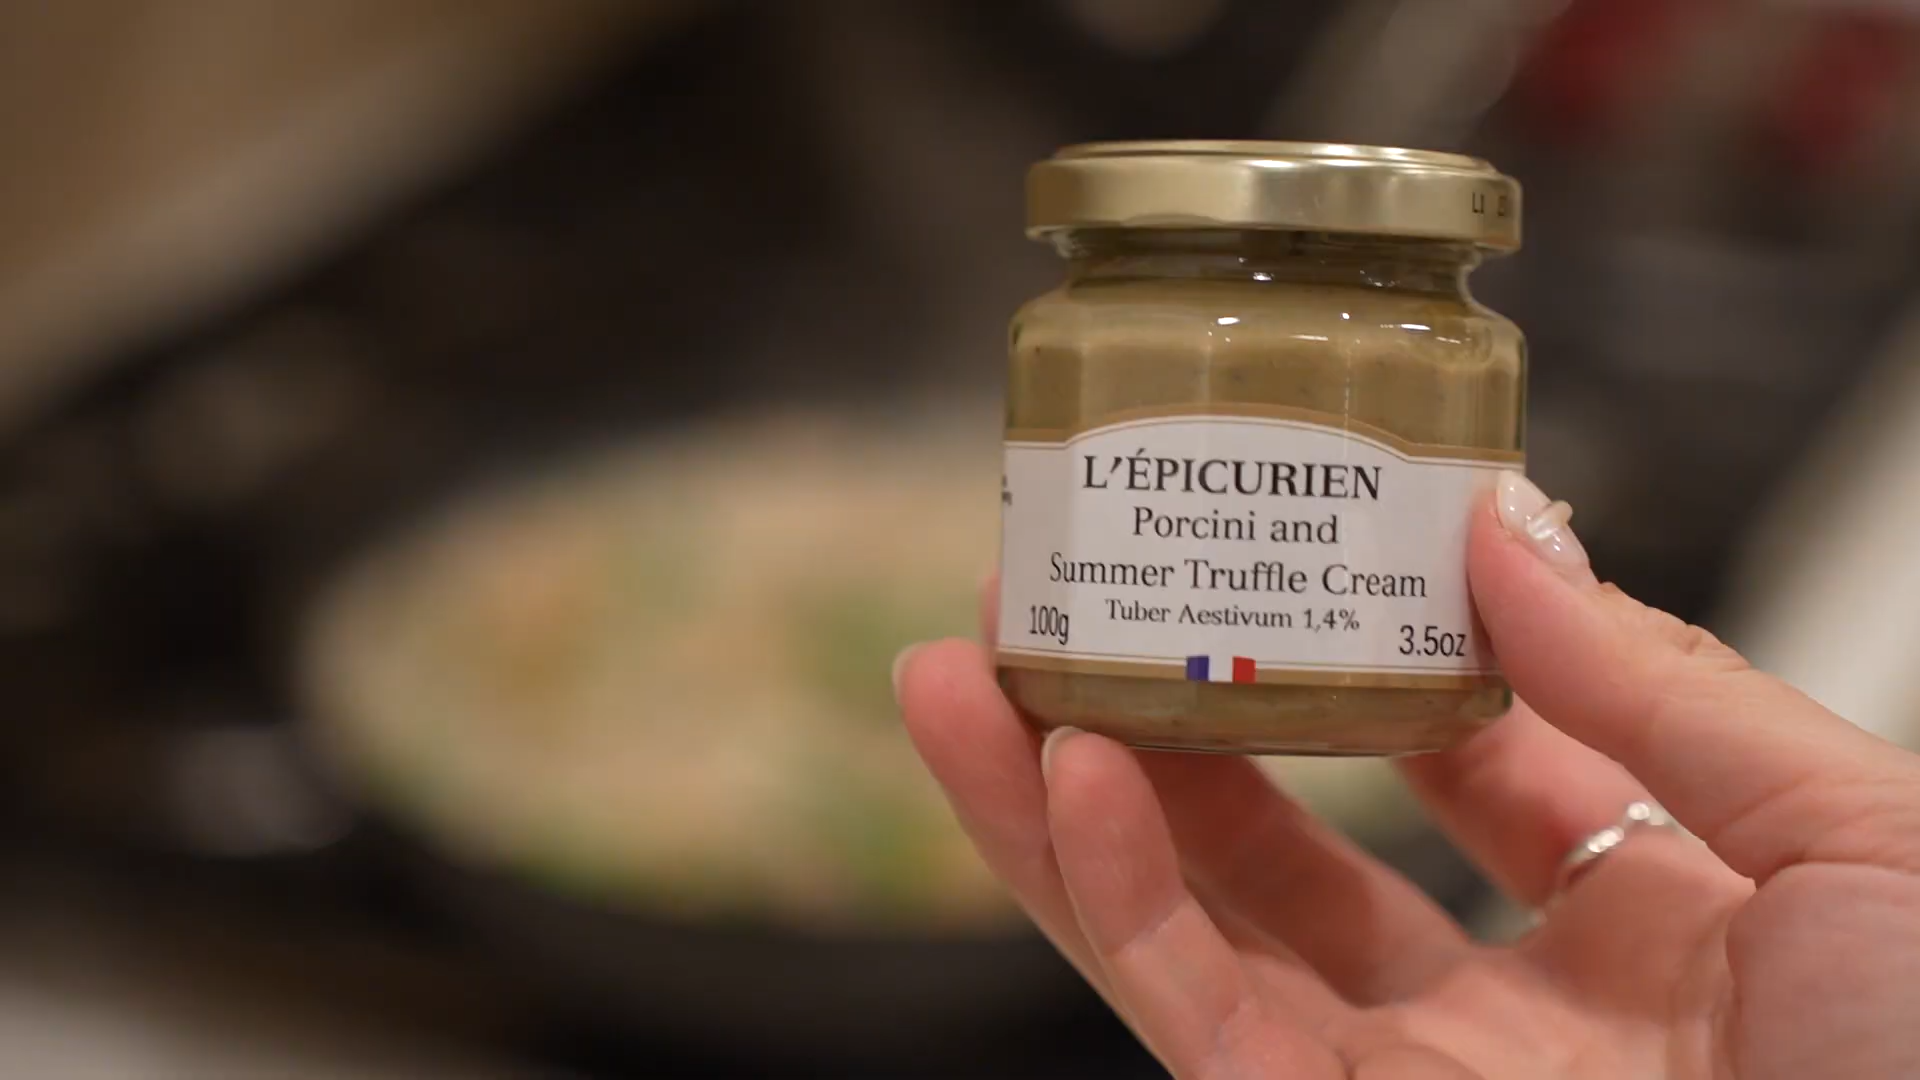 L'ÉPICURIEN
Porcini and
Summer Truffle Cream
Tuber Aestivum 1,4%
100g
3.5oz